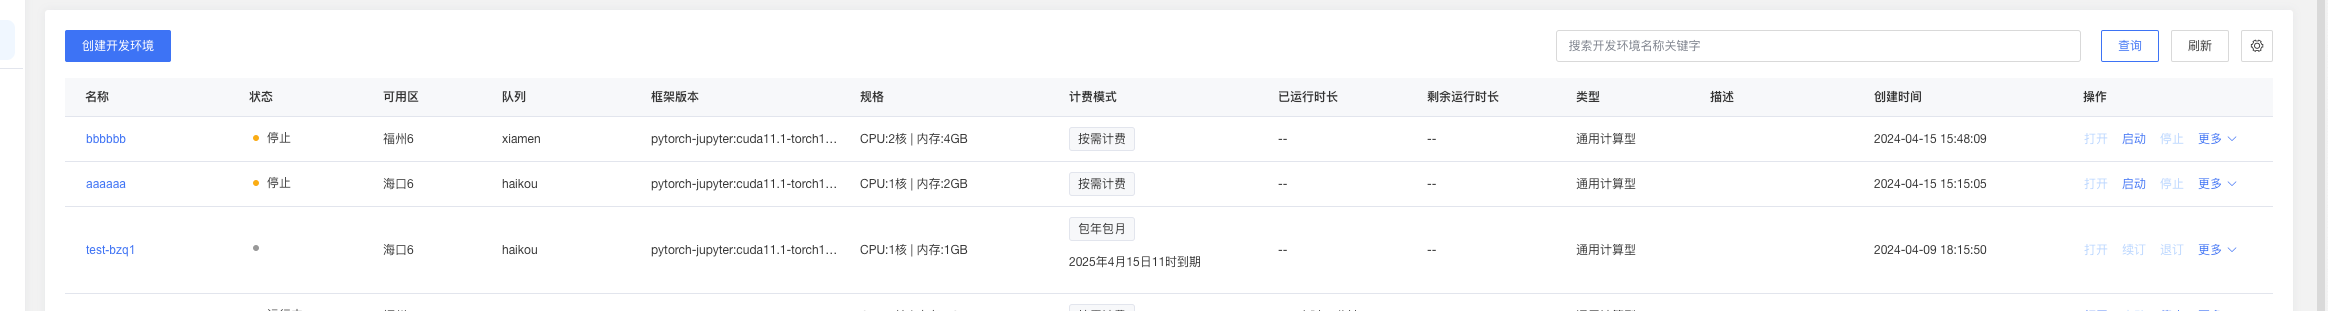 创建开发环境 搜索开发环境名称关键字 查询 刷新
名称 状态 可用区 队列 框架版本 规格 计费模式 已运行时长 剩余运行时长 类型 描述 创建时间 操作
bbbbbb 停止 福州6 xiamen pytorch-jupyter:cuda11.1-torch1... CPU:2核 | 内存:4GB 按需计费 -- -- 通用计算型 2024-04-15 15:48:09 打开 启动 停止 更多
aaaaaa 停止 海口6 haikou pytorch-jupyter:cuda11.1-torch1... CPU:1核 | 内存:2GB 按需计费 -- -- 通用计算型 2024-04-15 15:15:05 打开 启动 停止 更多
包年包月
test-bzq1 海口6 haikou pytorch-jupyter:cuda11.1-torch1... CPU:1核 | 内存:1GB -- -- 通用计算型 2024-04-09 18:15:50 打开 续订 退订 更多
2025年4月15日11时到期